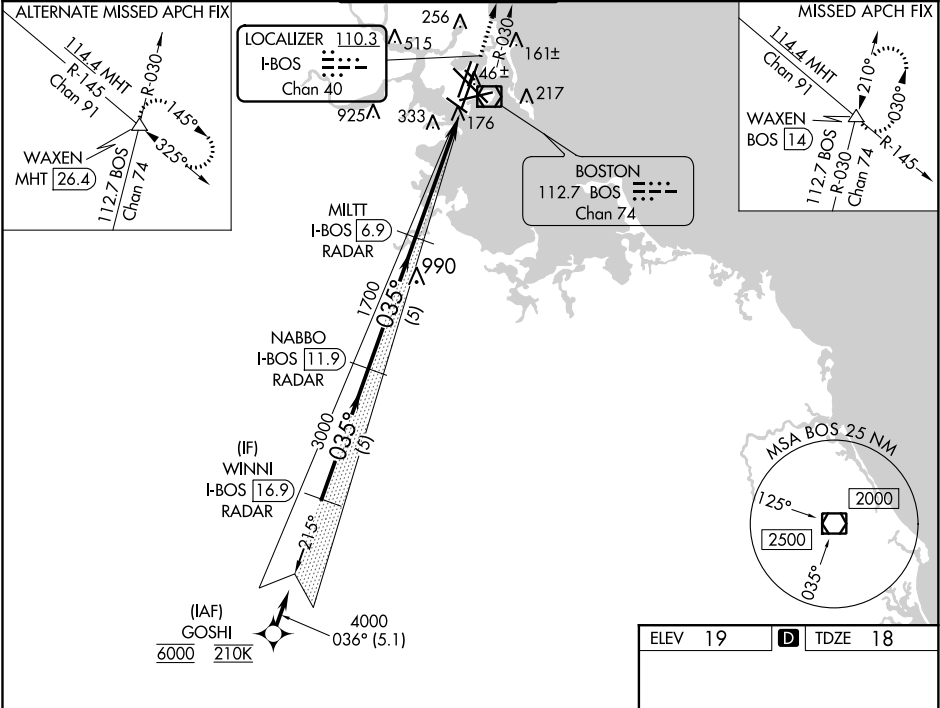 ALTERNATE MISSED APCH FIX
114.4 MHT
R-145
Chan 91
R-030
145°
325°
WAXEN
MHT 26.4
112.7 BOS
Chan 74
LOCALIZER 110.3
I-BOS
Chan 40
256
515
R-030
161±
46±
217
925
333
176
MISSED APCH FIX
114.4 MHT
Chan 91
210°
030°
WAXEN
BOS 14
R-145
112.7 BOS
R-030
Chan 74
BOSTON
112.7 BOS
Chan 74
MILTT
I-BOS 6.9
RADAR
990
1700
035°
(5)
NABBO
I-BOS 11.9
RADAR
3000
035°
(5)
(IF)
WINNI
I-BOS 16.9
RADAR
215°
(IAF)
GOSHI
6000 210K
4000
036° (5.1)
MSA BOS 25 NM
125°
2000
2500
035°
ELEV 19 D TDZE 18